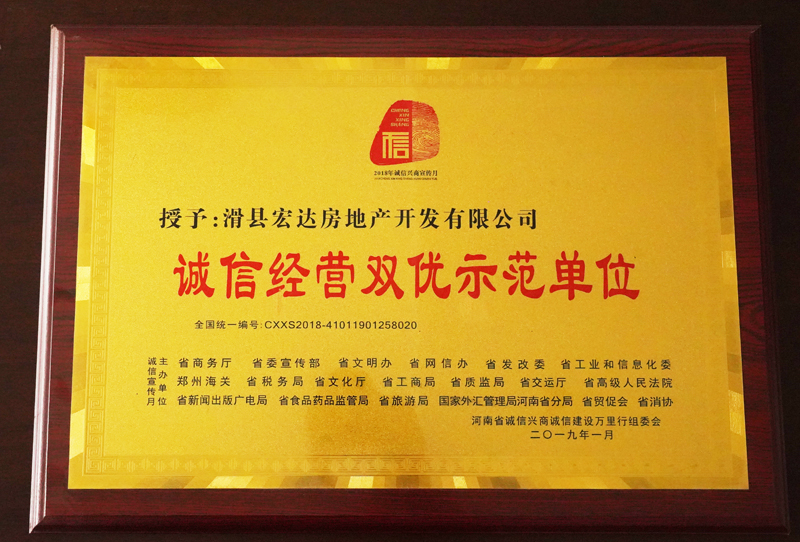 CHENG
XIN
XING
SHANG
信
2018年诚信兴商宣传月
授予:滑县宏达房地产开发有限公司
诚信经营双优示范单位
全国统一编号:CXXS2018-41011901258020
诚信宣传月
主办单位
省商务厅 省委宣传部 省文明办 省网信办 省发改委 省工业和信息化委
郑州海关 省税务局 省文化厅 省工商局 省质监局 省交运厅 省高级人民法院
省新闻出版广电局 省食品药品监管局 省旅游局 国家外汇管理局河南省分局 省贸促会 省消协
河南省诚信兴商诚信建设万里行组委会
二〇一九年一月